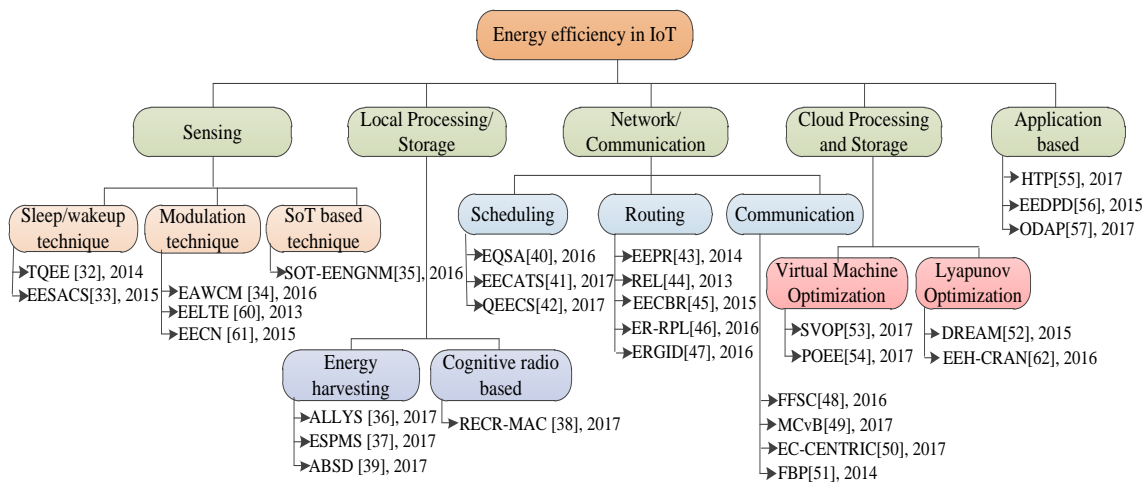 Energy efficiency in IoT
Sensing
Local Processing/
Storage
Network/
Communication
Cloud Processing
and Storage
Application
based
Sleep/wakeup
technique
TQEE [32], 2014
EESACS[33], 2015
Modulation
technique
EAWCM [34], 2016
EELTE [60], 2013
EECN [61], 2015
SoT based
technique
SOT-EENGNM[35], 2016
Energy
harvesting
ALLYS [36], 2017
ESPMS [37], 2017
ABSD [39], 2017
Cognitive radio
based
RECR-MAC [38], 2017
Scheduling
EQSA[40], 2016
EECATS[41], 2017
QEECS[42], 2017
Routing
EEPR[43], 2014
REL[44], 2013
EECBR[45], 2015
ER-RPL[46], 2016
ERGID[47], 2016
Communication
FFSC[48], 2016
MCvB[49], 2017
EC-CENTRIC[50], 2017
FBP[51], 2014
Virtual Machine
Optimization
SVOP[53], 2017
POEE[54], 2017
Lyapunov
Optimization
DREAM[52], 2015
EEH-CRAN[62], 2016
HTP[55], 2017
EEDPD[56], 2015
ODAP[57], 2017